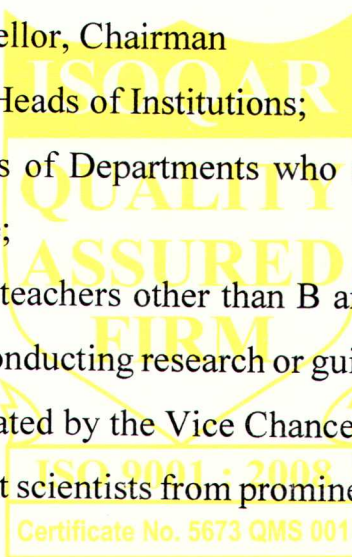 ellor, Chairman
ISOQAR
Heads of Institutions;
s of Departments who
QUALITY
;
ASSURED
teachers other than B a
FIRM
onducting research or gui
ated by the Vice Chance
ISO 9001 : 2008
t scientists from promine
Certificate No. 5673 QMS 001